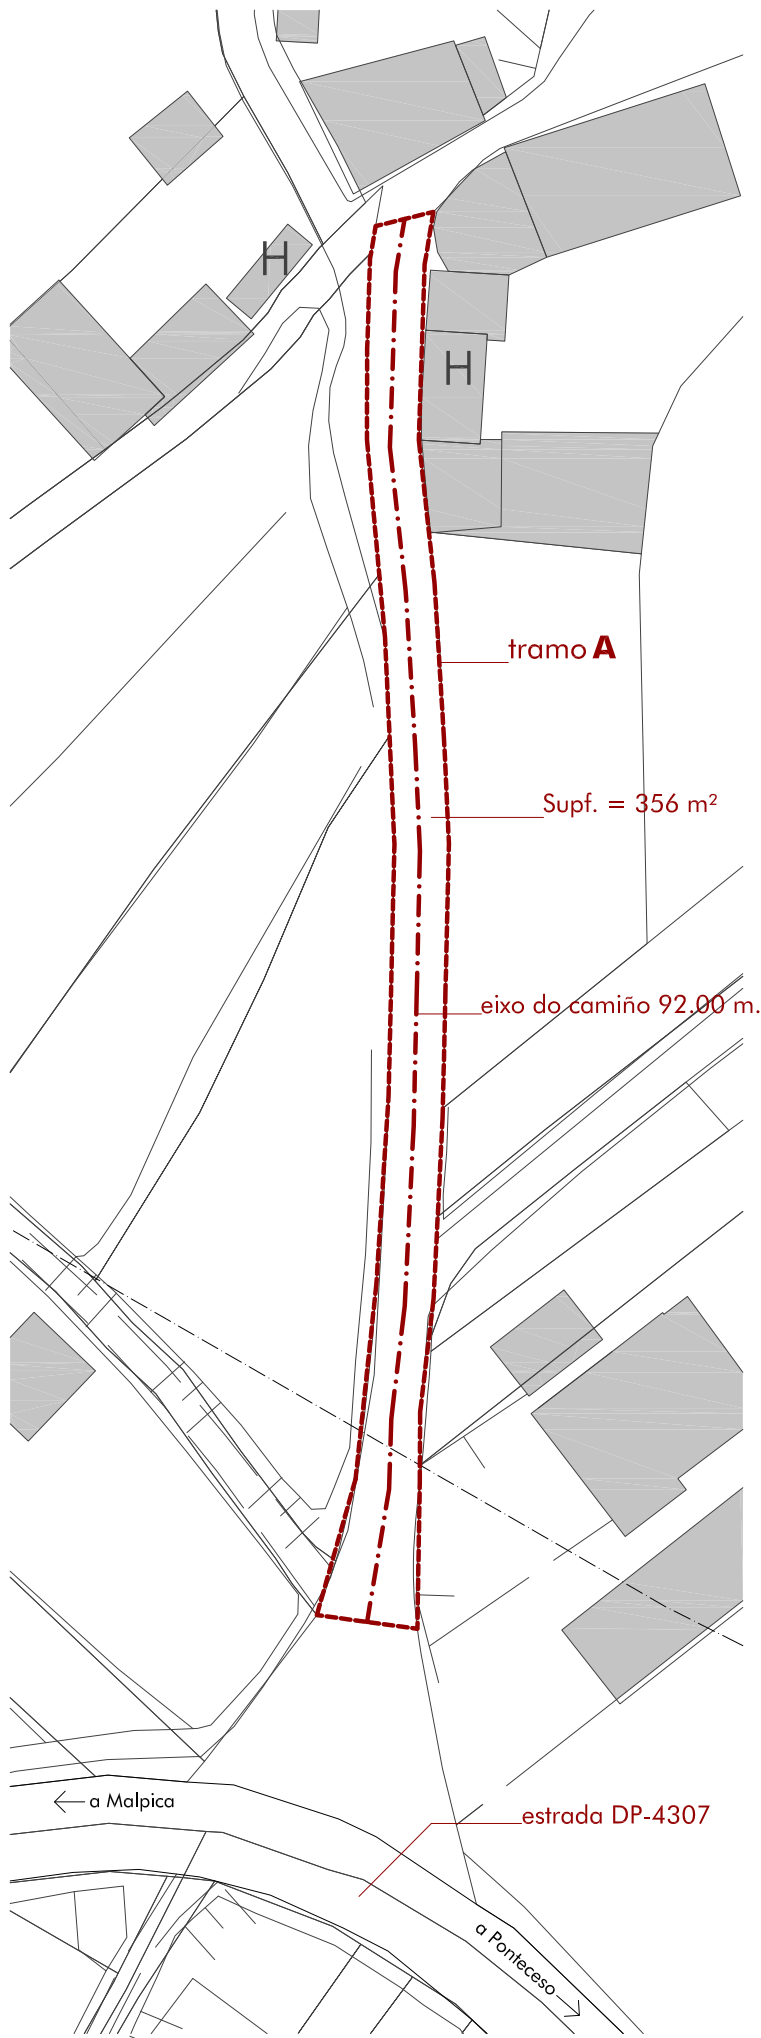 H
H
tramo A
Supf. = 356 m²
eixo do camiño 92.00 m.
a Malpica
estrada DP-4307
a Ponteceso